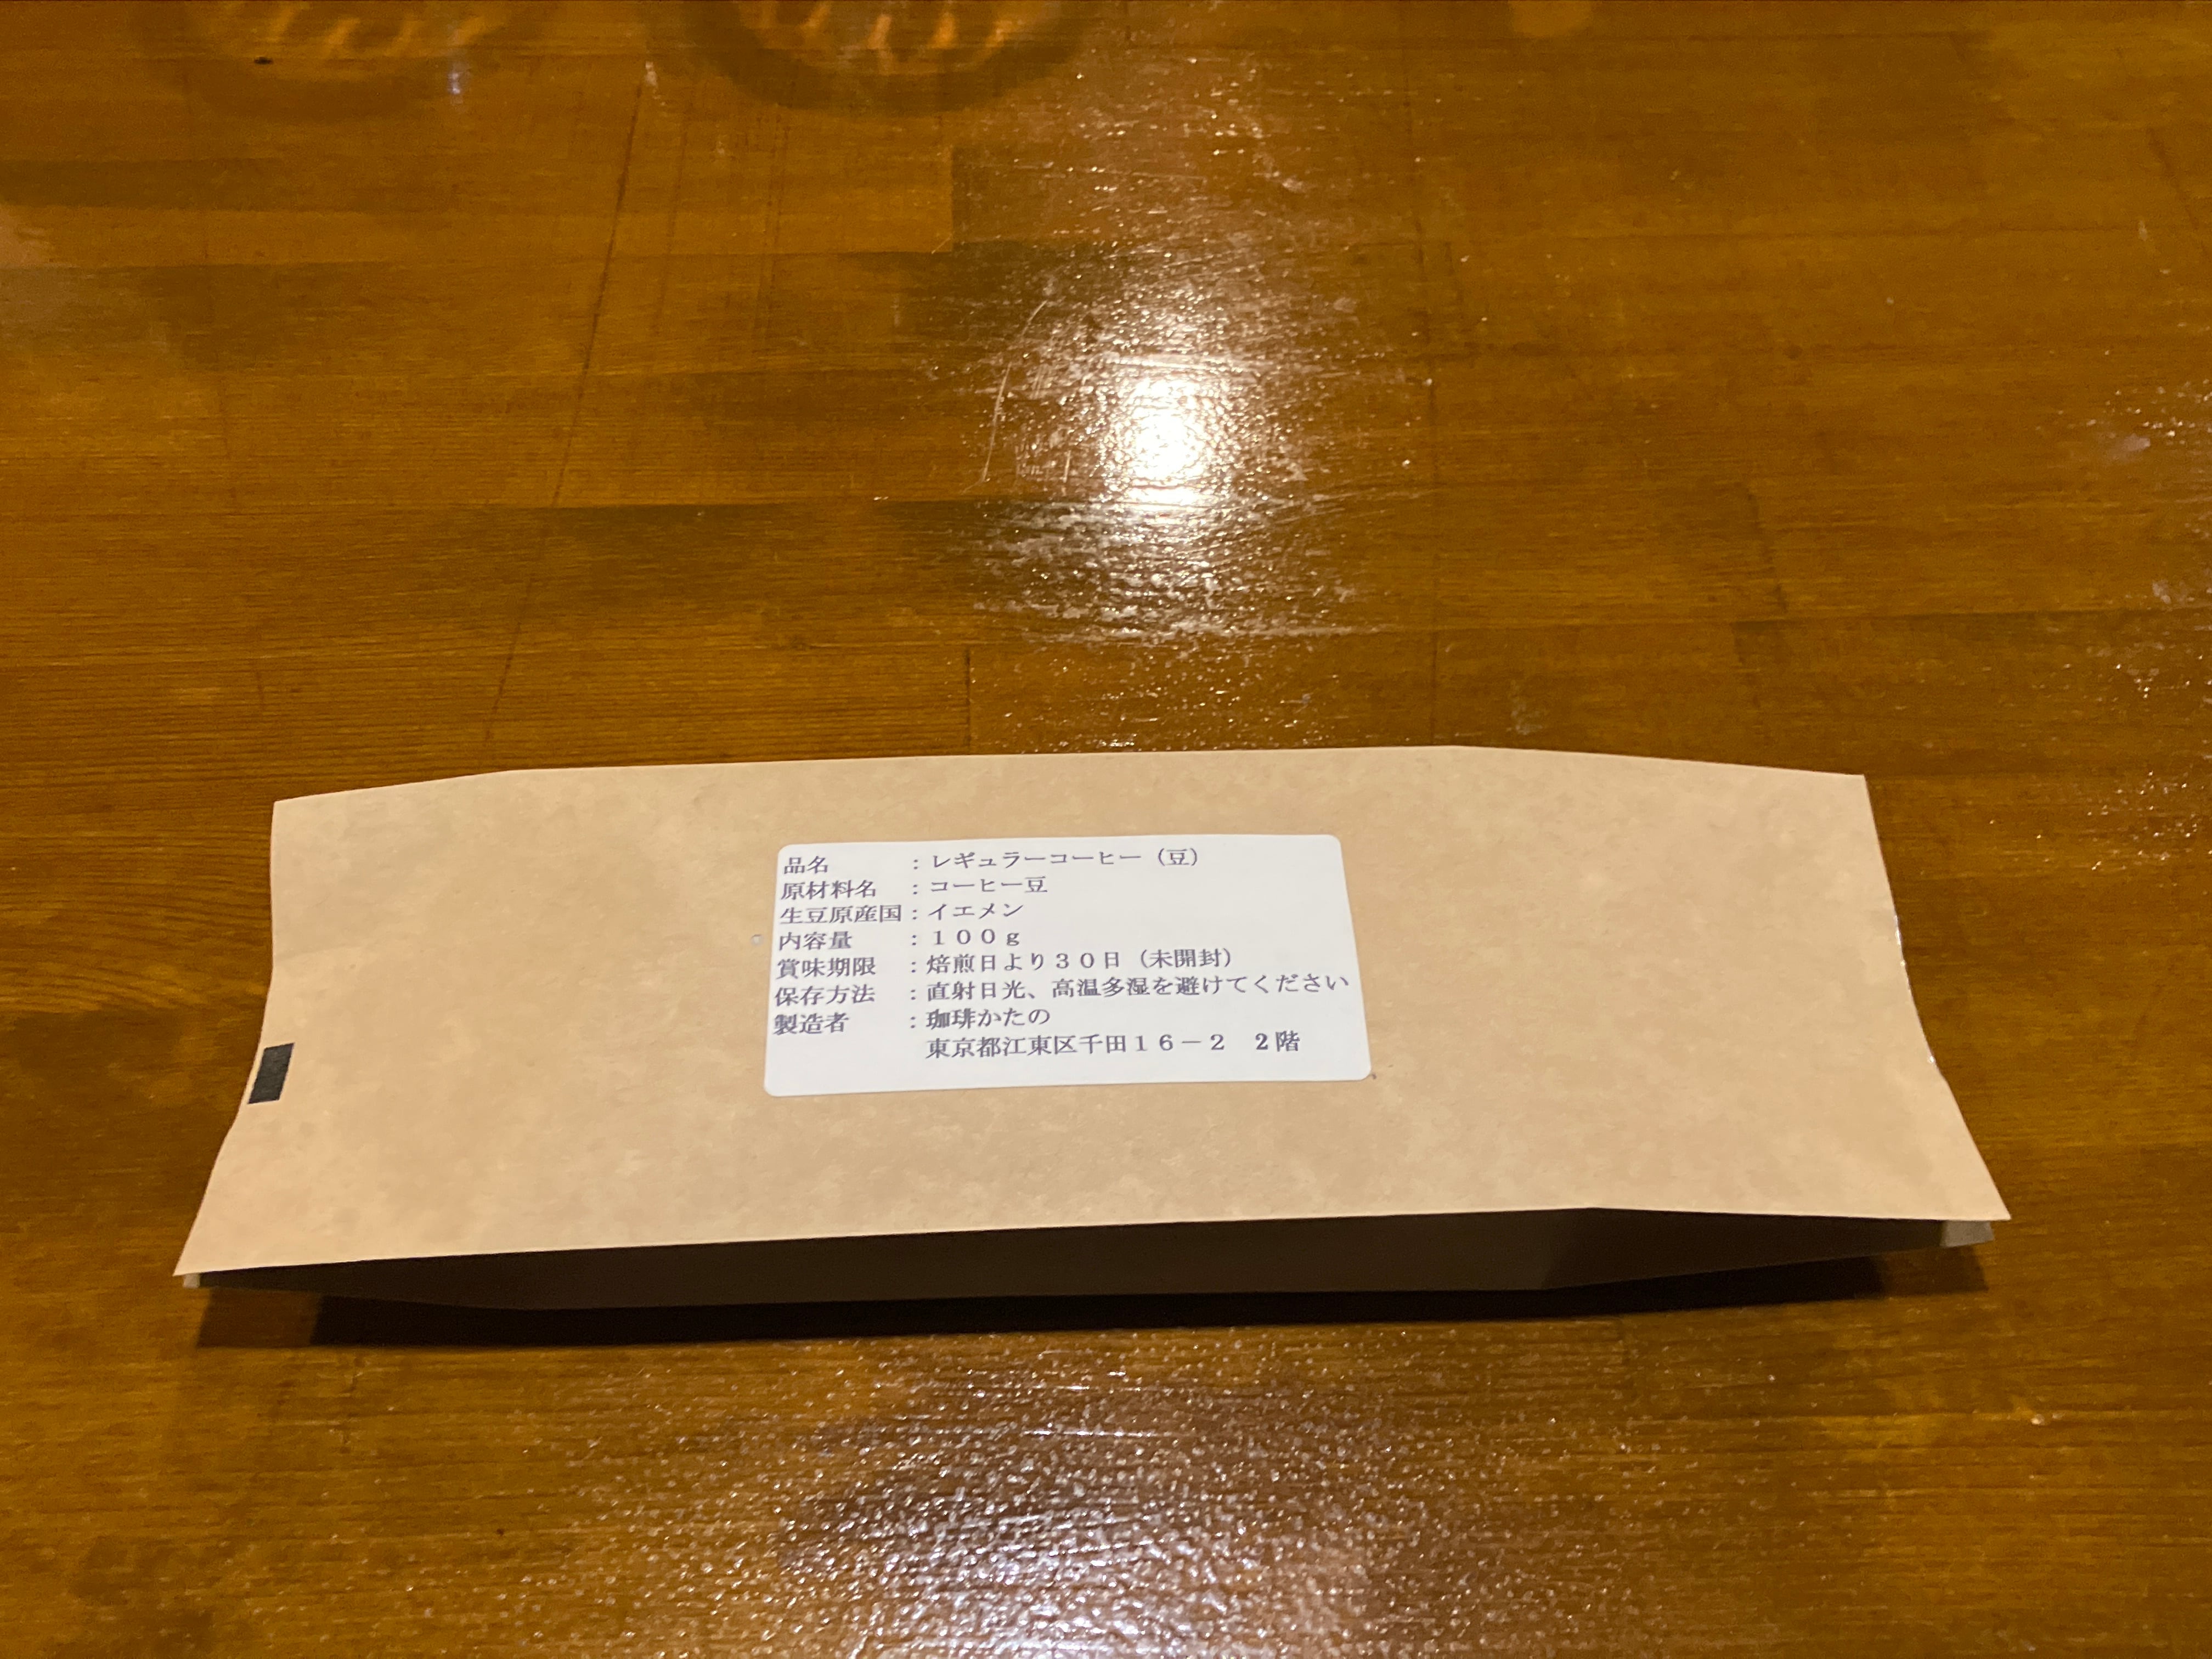 品名　　　：レギュラーコーヒー（豆）
原材料名　：コーヒー豆
生豆原産国：イエメン
内容量　　：１００ｇ
賞味期限　：焙煎日より３０日（未開封）
保存方法　：直射日光、高温多湿を避けてください
製造者　　：珈琲かたの
東京都江東区千田１６－２　２階